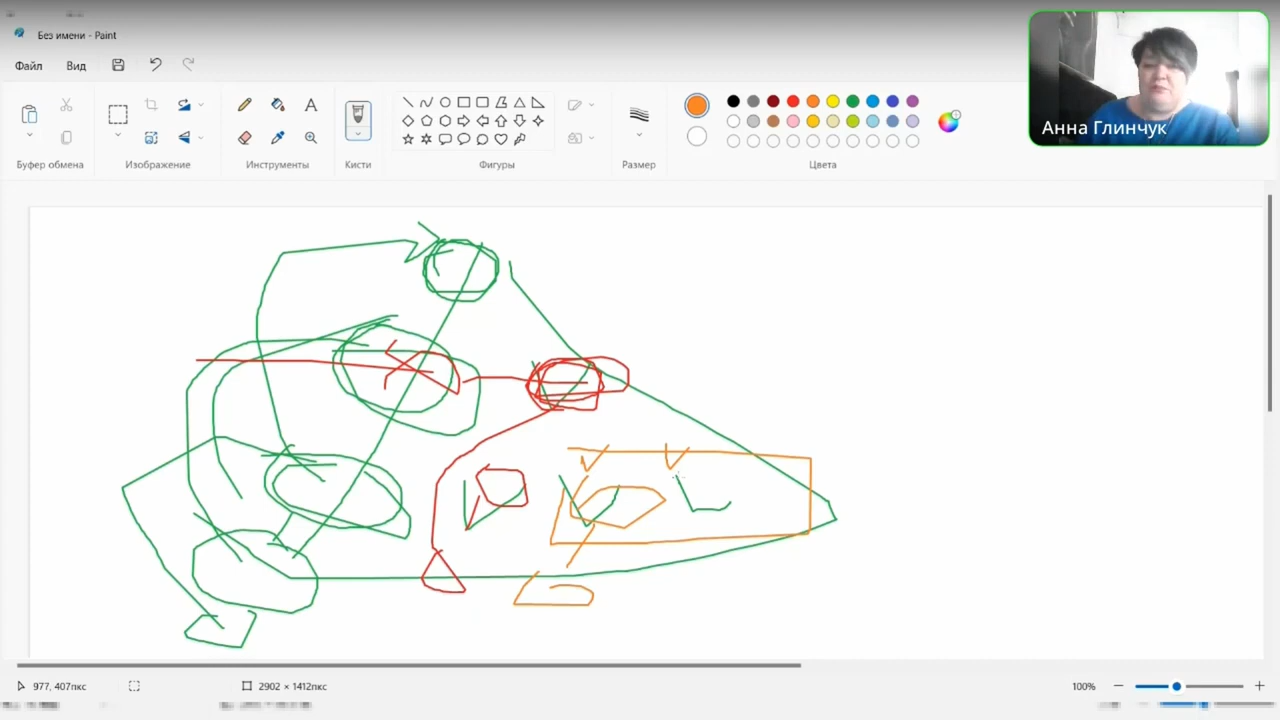 Без имени - Paint
Файл
Вид
Буфер обмена
Изображение
Инструменты
Кисти
Фигуры
Размер
Цвета
Анна Глинчук
977, 407пкс
2902 × 1412пкс
100%